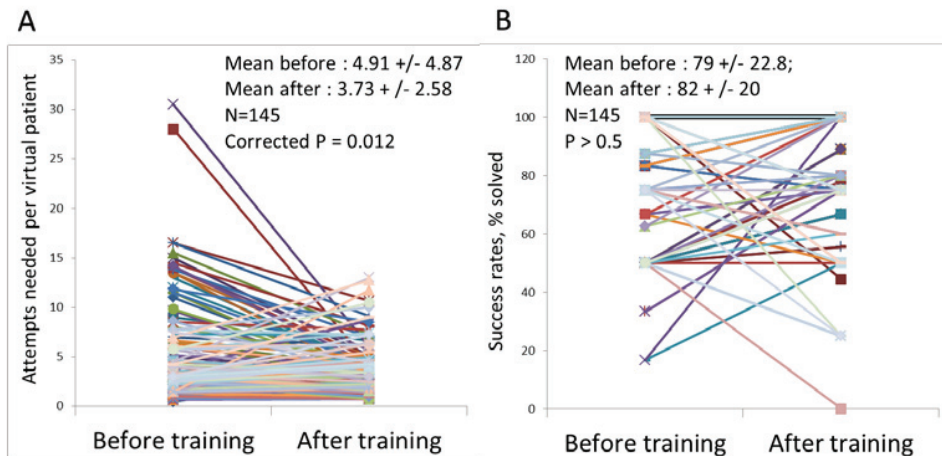 A
Attempts needed per virtual patient
35
30
25
20
15
10
5
0
Mean before : 4.91 +/- 4.87
Mean after : 3.73 + /- 2.58
N=145
Corrected P = 0.012
Before training
After training
B
Success rates, % solved
120
100
80
60
40
20
0
Mean before : 79 +/- 22.8;
Mean after : 82 +/- 20
N=145
P > 0.5
Before training
After training